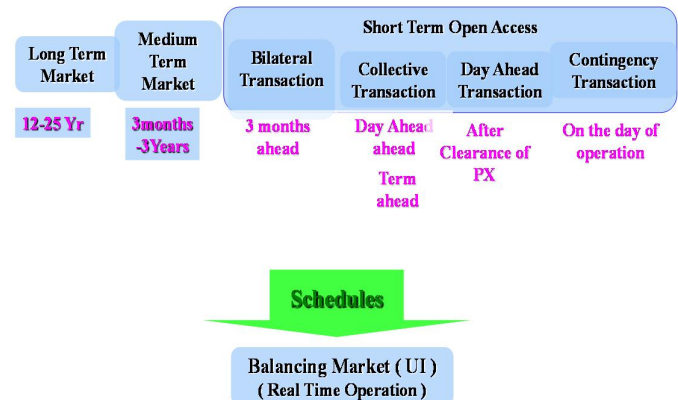 Short Term Open Access
Long Term
Market
Medium
Term
Market
Bilateral
Transaction
Collective
Transaction
Day Ahead
Transaction
Contingency
Transaction
12-25 Yr
3months
-3Years
3 months
ahead
Day Ahead
ahead
Term
ahead
After
Clearance of
PX
On the day of
operation
Schedules
Balancing Market ( UI )
( Real Time Operation )